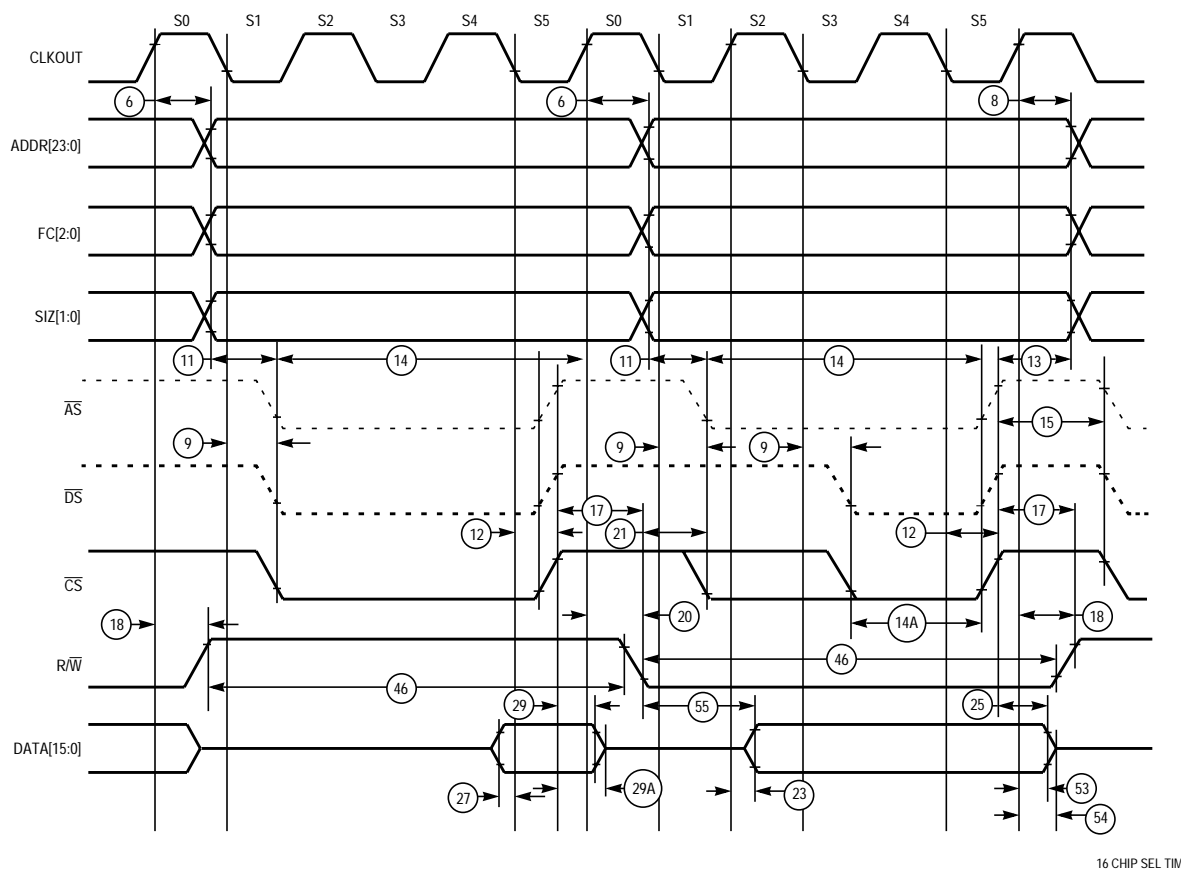 S0 S1 S2 S3 S4 S5 S0 S1 S2 S3 S4 S5
CLKOUT
6 6 8
ADDR[23:0]
FC[2:0]
SIZ[1:0]
11 14 11 14 13
AS
15
9 9 9
DS
17 17
12 21 12
CS
18 20 14A 18
R/W
46
46
29 55 25
DATA[15:0]
27 29A 23 53
54
16 CHIP SEL TIM